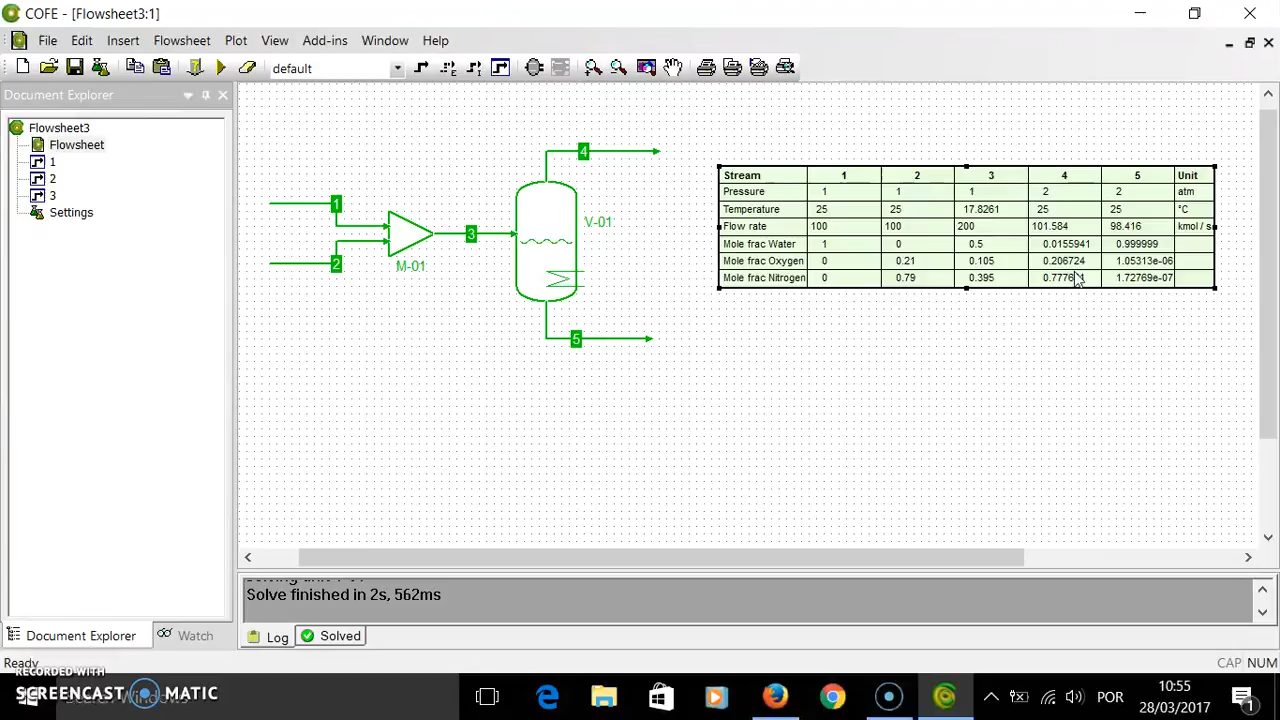 COFE - [Flowsheet3:1]
File Edit Insert Flowsheet Plot View Add-ins Window Help
default
Document Explorer
Flowsheet3
Flowsheet
1
2
3
Settings
4
1
V-01
3
2
M-01
5
Stream 1 2 3 4 5 Unit
Pressure 1 1 1 2 2 atm
Temperature 25 25 17.8261 25 25 °C
Flow rate 100 100 200 101.584 98.416 kmol / s
Mole frac Water 1 0 0.5 0.0155941 0.999999
Mole frac Oxygen 0 0.21 0.105 0.206724 1.05313e-06
Mole frac Nitrogen 0 0.79 0.395 1.72769e-07
Solve finished in 2s, 562ms
Document Explorer Watch
Log Solved
Ready
CAP NUM
RECORDED WITH
SCREENCAST MATIC
Search Windows
POR
10:55
28/03/2017
1